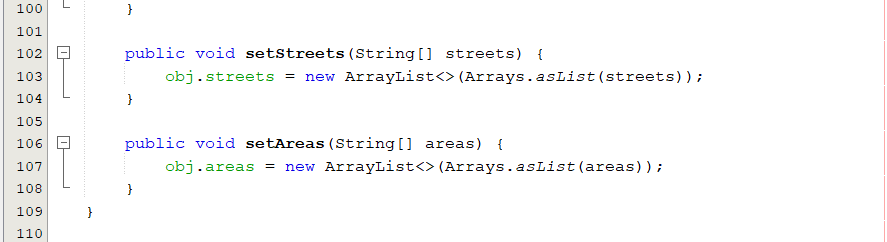 100 }
101
102 public void setStreets(String[] streets) {
103 obj.streets = new ArrayList<>(Arrays.asList(streets));
104 }
105
106 public void setAreas(String[] areas) {
107 obj.areas = new ArrayList<>(Arrays.asList(areas));
108 }
109 }
110